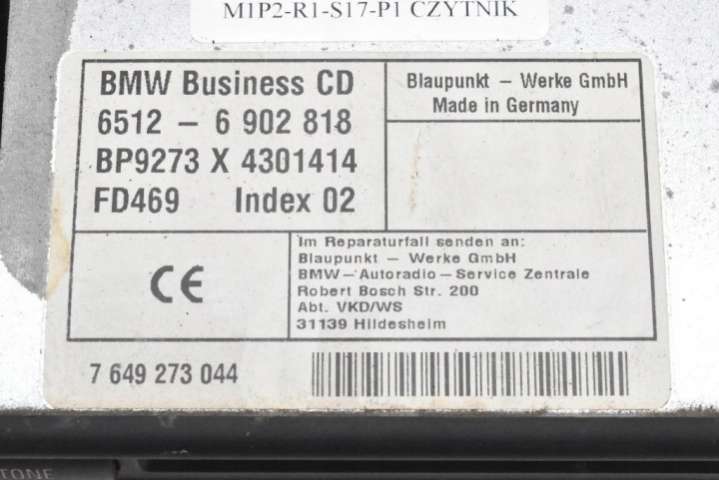 M1P2-R1-S17-P1 CZYTNIK
BMW Business CD
6512 - 6 902 818
BP9273 X 4301414
FD469 Index 02
Blaupunkt - Werke GmbH
Made in Germany
CE
Im Reparaturfall senden an:
Blaupunkt - Werke GmbH
BMW-Autoradio-Service Zentrale
Robert Bosch Str. 200
Abt. VKD/WS
31139 Hildesheim
7 649 273 044
TONE